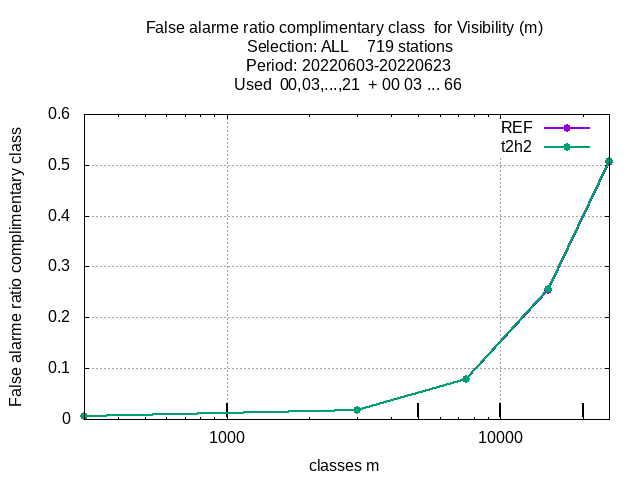 False alarme ratio complimentary class  for Visibility (m)
Selection: ALL    719 stations
Period: 20220603-20220623
Used  00,03,...,21  + 00 03 ... 66
REF
t2h2
False alarme ratio complimentary class
0.6
0.5
0.4
0.3
0.2
0.1
0
1000
10000
classes m